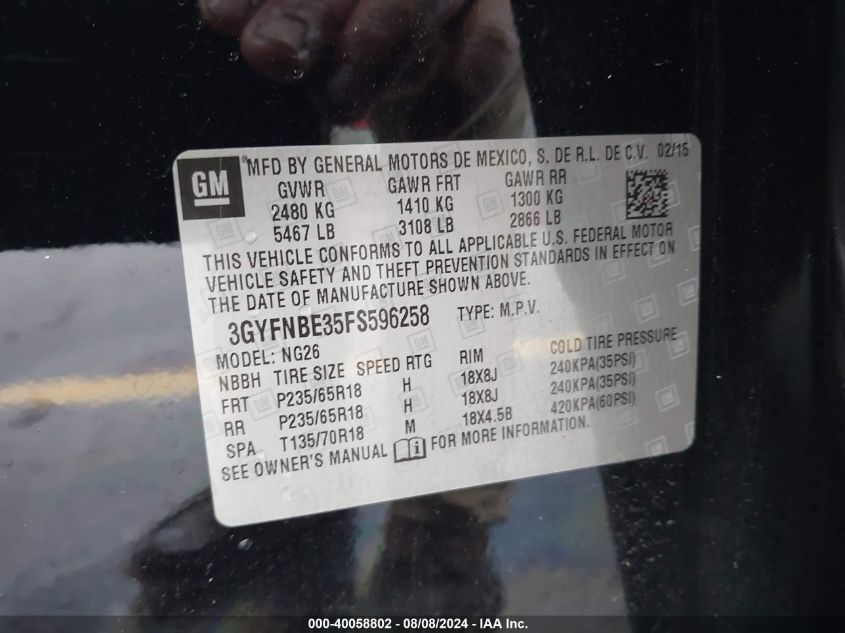 GM
"MFD BY GENERAL MOTORS DE MEXICO, S. DE R.L. DE C.V. 02/15
GVWR GAWR FRT GAWR RR
2480 KG 1410 KG 1300 KG
5467 LB 3108 LB 2866 LB
THIS VEHICLE CONFORMS TO ALL APPLICABLE U.S. FEDERAL MOTOR
VEHICLE SAFETY AND THEFT PREVENTION STANDARDS IN EFFECT ON
THE DATE OF MANUFACTURE SHOWN ABOVE.
3GYFNBE35FS596258 TYPE: M.P.V.
MODEL: NG26
NBBH TIRE SIZE SPEED RTG RIM COLD TIRE PRESSURE
FRT P235/65R18 H 18X8J 240KPA(35PSI)
RR P235/65R18 H 18X8J 240KPA(35PSI)
SPA T135/70R18 M 18X4.5B 420KPA(60PSI)
SEE OWNER'S MANUAL FOR MORE INFORMATION.
000-40058802 - 08/08/2024 - IAA Inc.